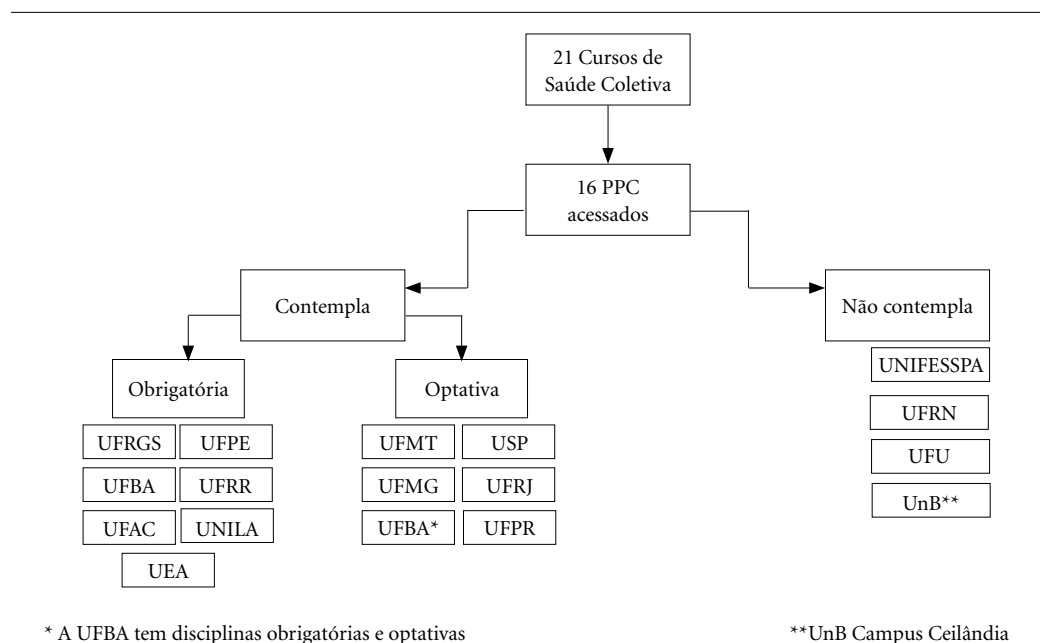 21 Cursos de
Saúde Coletiva
16 PPC
acessados
Contempla
Não contempla
Obrigatória
Optativa
UFRGS
UFPE
UFBA
UFRR
UFAC
UNILA
UEA
UFMT
USP
UFMG
UFRJ
UFBA*
UFPR
UNIFESSPA
UFRN
UFU
UnB**
* A UFBA tem disciplinas obrigatórias e optativas
**UnB Campus Ceilândia